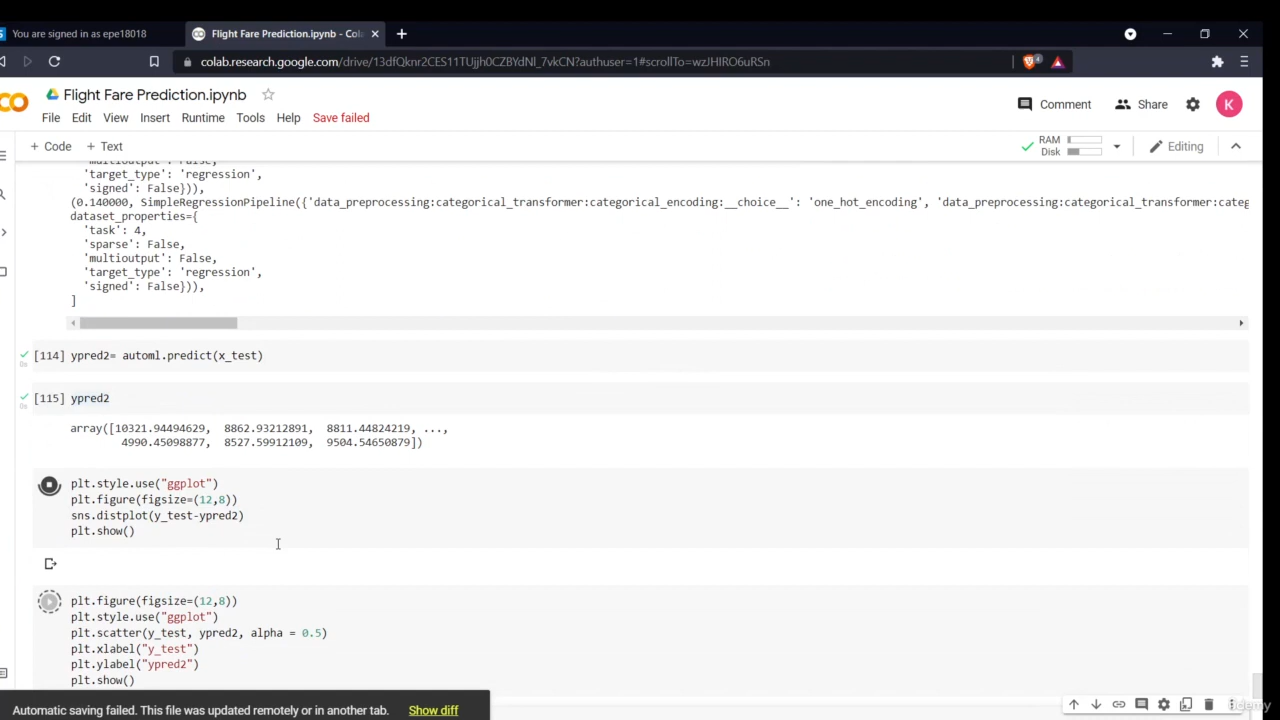 You are signed in as epe18018
Flight Fare Prediction.ipynb - Cola
colab.research.google.com/drive/13dfQknr2CES11TUjjh0CZBYdNl_7vkCN?authuser=1#scrollTo=wzJHIRO6uRSn
Flight Fare Prediction.ipynb
Comment
Share
K
File Edit View Insert Runtime Tools Help Save failed
+ Code + Text
RAM
Disk
Editing
'multioutput': False,
'target_type': 'regression',
'signed': False})),
(0.140000, SimpleRegressionPipeline({'data_preprocessing:categorical_transformer:categorical_encoding:__choice__': 'one_hot_encoding', 'data_preprocessing:categorical_transformer:categ
dataset_properties={
'task': 4,
'sparse': False,
'multioutput': False,
'target_type': 'regression',
'signed': False})),
]
[114] ypred2= automl.predict(x_test)
0s
[115] ypred2
0s
array([10321.94494629, 8862.93212891, 8811.44824219, ...,
4990.45098877, 8527.59912109, 9504.54650879])
plt.style.use("ggplot")
plt.figure(figsize=(12,8))
sns.distplot(y_test-ypred2)
plt.show()
plt.figure(figsize=(12,8))
plt.style.use("ggplot")
plt.scatter(y_test, ypred2, alpha = 0.5)
plt.xlabel("y_test")
plt.ylabel("ypred2")
plt.show()
Automatic saving failed. This file was updated remotely or in another tab. Show diff
udemy